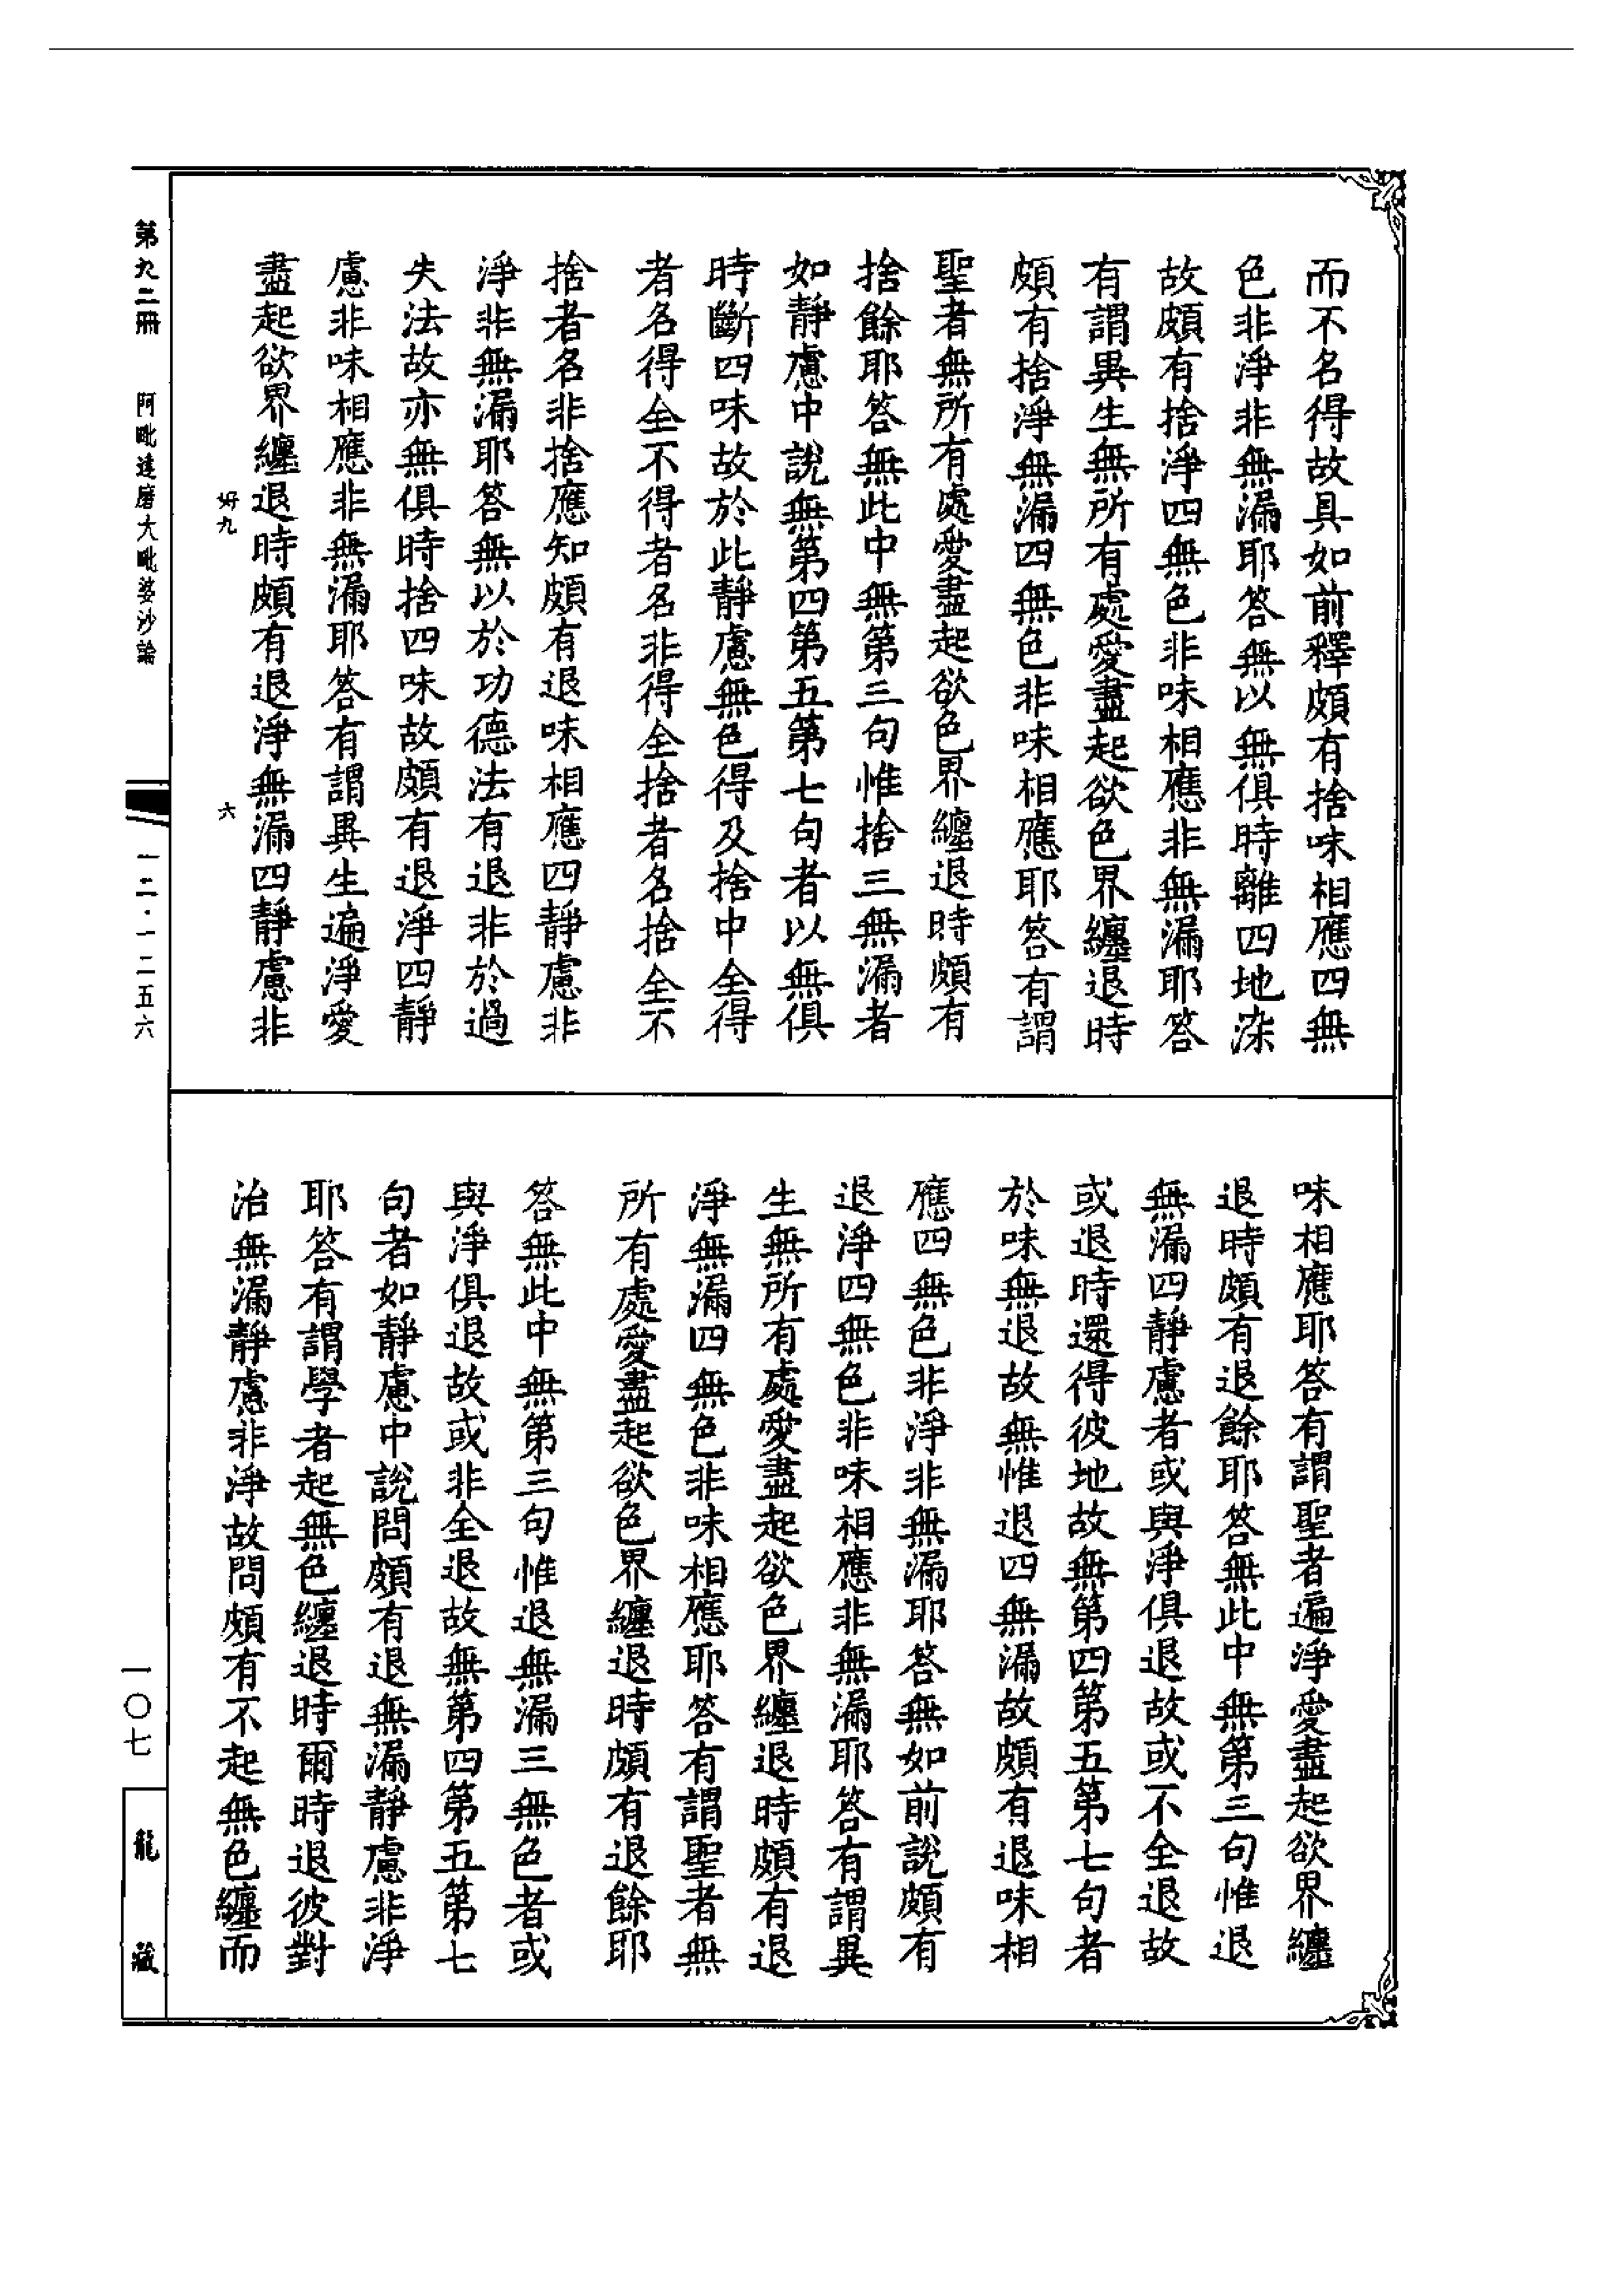 而不名得故具如前釋頗有捨味相應四無
色非淨非無漏耶答無以無俱時離四地染
故頗有捨淨四無色非味相應非無漏耶答
有謂異生無所有處愛盡起欲色界纏退時
頗有捨淨無漏四無色非味相應耶答有謂
聖者無所有處愛盡起欲色界纏退時頗有
捨餘耶答無此中無第三句惟捨三無漏者
如靜慮中說無第四第五第七句者以無俱
時斷四味故於此靜慮無色得及捨中全得
者名得全不得者名非得全捨者名捨全不
捨者名非捨應知頗有退味相應四靜慮非
淨非無漏耶答無以於功德法有退非於過
失法故亦無俱時捨四味故頗有退淨四靜
慮非味相應非無漏耶答有謂異生遍淨愛
盡起欲界纏退時頗有退淨無漏四靜慮非
好九 六
味相應耶答有謂聖者遍淨愛盡起欲界纏
退時頗有退餘耶答無此中無第三句惟退
無漏四靜慮者或與淨俱退故或不全退故
或退時還得彼地故無第四第五第七句者
於味無退故無惟退四無漏故頗有退味相
應四無色非淨非無漏耶答無如前說頗有
退淨四無色非味相應非無漏耶答有謂異
生無所有處愛盡起欲色界纏退時頗有退
淨無漏四無色非味相應耶答有謂聖者無
所有處愛盡起欲色界纏退時頗有退餘耶
答無此中無第三句惟退無漏三無色者或
與淨俱退故或非全退故無第四第五第七
句者如靜慮中說問頗有退無漏靜慮非淨
耶答有謂學者起無色纏退時爾時退彼對
治無漏靜慮非淨故問頗有不起無色纏而
第九二冊 阿毗達磨大毗婆沙論 一二·一二五六 一〇七 龍藏